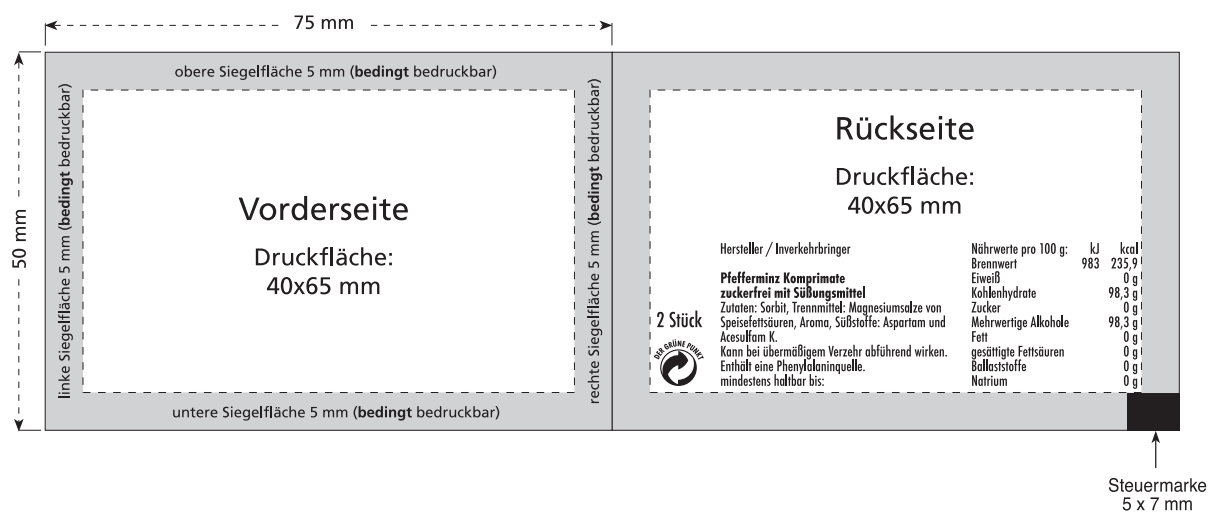 75 mm
50 mm
obere Siegelfläche 5 mm (bedingt bedruckbar)
linke Siegelfläche 5 mm (bedingt bedruckbar)
Vorderseite
Druckfläche:
40x65 mm
rechte Siegelfläche 5 mm (bedingt bedruckbar)
untere Siegelfläche 5 mm (bedingt bedruckbar)
Rückseite
Druckfläche:
40x65 mm
2 Stück
DER GRÜNE PUNKT
Hersteller / Inverkehrbringer
Pfefferminz Komprimate
zuckerfrei mit Süßungsmittel
Zutaten: Sorbit, Trennmittel: Magnesiumsalze von
Speisefettsäuren, Aroma, Süßstoffe: Aspartam und
Acesulfam K.
Kann bei übermäßigem Verzehr abführend wirken.
Enthält eine Phenylalaninquelle.
mindestens haltbar bis:
Nährwerte pro 100 g: kJ kcal
Brennwert 983 235,9
Eiweiß 0 g
Kohlenhydrate 98,3 g
Zucker 0 g
Mehrwertige Alkohole 98,3 g
Fett 0 g
gesättigte Fettsäuren 0 g
Ballaststoffe 0 g
Natrium 0 g
Steuermarke
5 x 7 mm